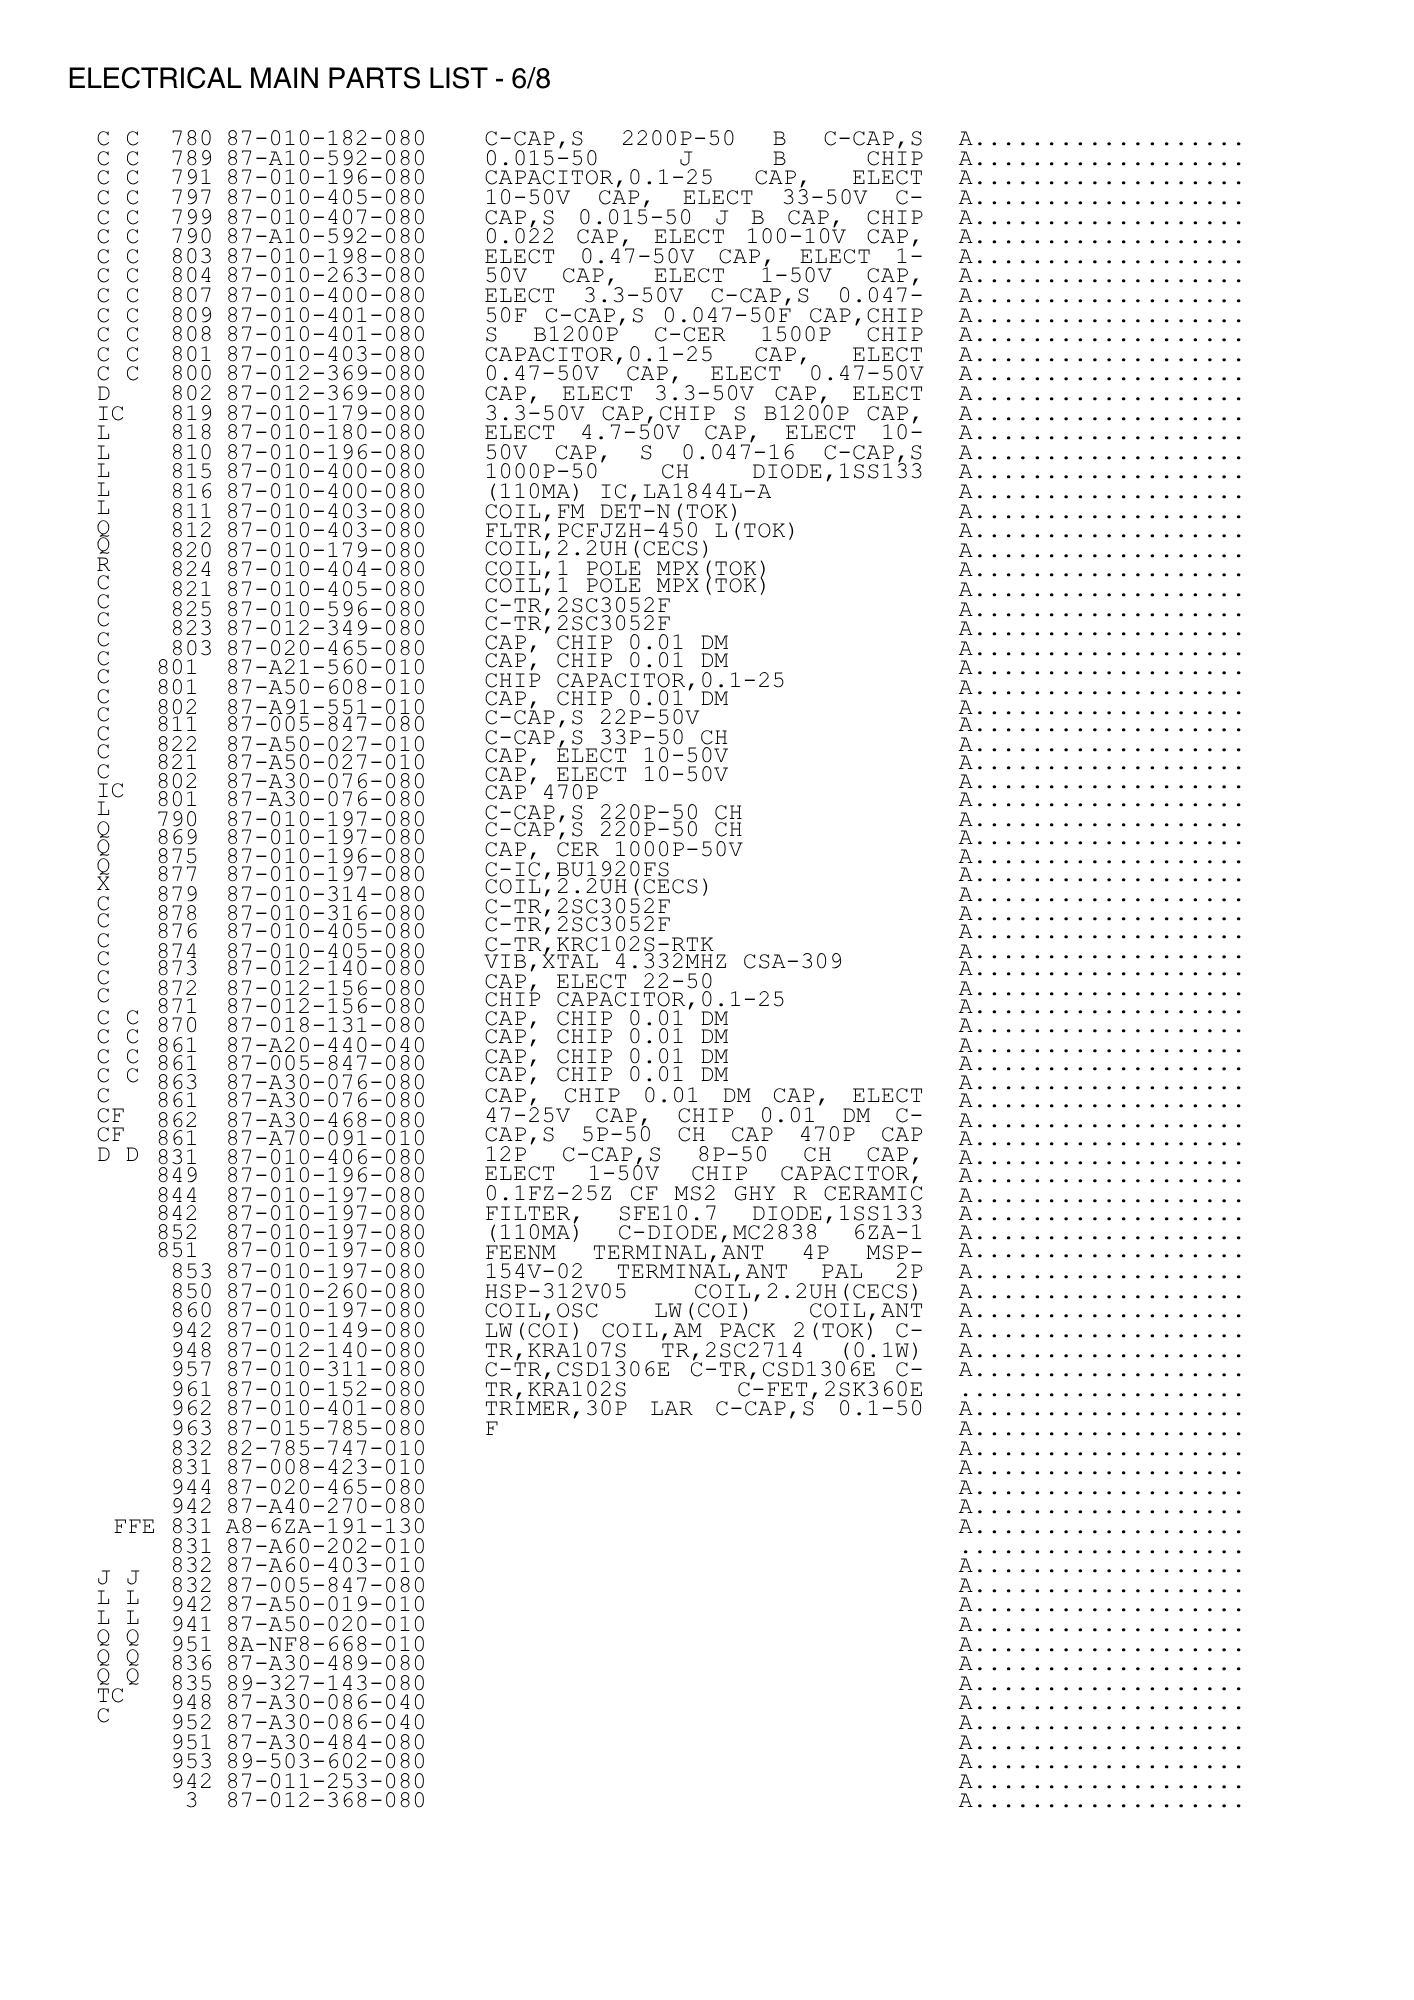 ELECTRICAL MAIN PARTS LIST - 6/8
C C 780 87-010-182-080 C-CAP,S 2200P-50 B C-CAP,S A...................
C C 789 87-A10-592-080 0.015-50 J B CHIP A...................
C C 791 87-010-196-080 CAPACITOR,0.1-25 CAP, ELECT A...................
C C 797 87-010-405-080 10-50V CAP, ELECT 33-50V C- A...................
C C 799 87-010-407-080 CAP,S 0.015-50 J B CAP, CHIP A...................
C C 790 87-A10-592-080 0.022 CAP, ELECT 100-10V CAP, A...................
C C 803 87-010-198-080 ELECT 0.47-50V CAP, ELECT 1- A...................
C C 804 87-010-263-080 50V CAP, ELECT 1-50V CAP, A...................
C C 807 87-010-400-080 ELECT 3.3-50V C-CAP,S 0.047- A...................
C C 809 87-010-401-080 50F C-CAP,S 0.047-50F CAP,CHIP A...................
C C 808 87-010-401-080 S B1200P C-CER 1500P CHIP A...................
C C 801 87-010-403-080 CAPACITOR,0.1-25 CAP, ELECT A...................
C C 800 87-012-369-080 0.47-50V CAP, ELECT 0.47-50V A...................
D 802 87-012-369-080 CAP, ELECT 3.3-50V CAP, ELECT A...................
IC 819 87-010-179-080 3.3-50V CAP,CHIP S B1200P CAP, A...................
L 818 87-010-180-080 ELECT 4.7-50V CAP, ELECT 10- A...................
L 810 87-010-196-080 50V CAP, S 0.047-16 C-CAP,S A...................
L 815 87-010-400-080 1000P-50 CH DIODE,1SS133 A...................
L 816 87-010-400-080 (110MA) IC,LA1844L-A A...................
L 811 87-010-403-080 COIL,FM DET-N(TOK) A...................
Q 812 87-010-403-080 FLTR,PCFJZH-450 L(TOK) A...................
Q 820 87-010-179-080 COIL,2.2UH(CECS) A...................
R 824 87-010-404-080 COIL,1 POLE MPX(TOK) A...................
C 821 87-010-405-080 COIL,1 POLE MPX(TOK) A...................
C 825 87-010-596-080 C-TR,2SC3052F A...................
C 823 87-012-349-080 C-TR,2SC3052F A...................
C 803 87-020-465-080 CAP, CHIP 0.01 DM A...................
C 801 87-A21-560-010 CAP, CHIP 0.01 DM A...................
C 801 87-A50-608-010 CHIP CAPACITOR,0.1-25 A...................
C 802 87-A91-551-010 CAP, CHIP 0.01 DM A...................
C 811 87-005-847-080 C-CAP,S 22P-50V A...................
C 822 87-A50-027-010 C-CAP,S 33P-50 CH A...................
C 821 87-A50-027-010 CAP, ELECT 10-50V A...................
C 802 87-A30-076-080 CAP, ELECT 10-50V A...................
IC 801 87-A30-076-080 CAP 470P A...................
L 790 87-010-197-080 C-CAP,S 220P-50 CH A...................
Q 869 87-010-197-080 C-CAP,S 220P-50 CH A...................
Q 875 87-010-196-080 CAP, CER 1000P-50V A...................
Q 877 87-010-197-080 C-IC,BU1920FS A...................
X 879 87-010-314-080 COIL,2.2UH(CECS) A...................
C 878 87-010-316-080 C-TR,2SC3052F A...................
C 876 87-010-405-080 C-TR,2SC3052F A...................
C 874 87-010-405-080 C-TR,KRC102S-RTK A...................
C 873 87-012-140-080 VIB,XTAL 4.332MHZ CSA-309 A...................
C 872 87-012-156-080 CAP, ELECT 22-50 A...................
C 871 87-012-156-080 CHIP CAPACITOR,0.1-25 A...................
C C 870 87-018-131-080 CAP, CHIP 0.01 DM A...................
C C 861 87-A20-440-040 CAP, CHIP 0.01 DM A...................
C C 861 87-005-847-080 CAP, CHIP 0.01 DM A...................
C C 863 87-A30-076-080 CAP, CHIP 0.01 DM A...................
C 861 87-A30-076-080 CAP, CHIP 0.01 DM CAP, ELECT A...................
CF 862 87-A30-468-080 47-25V CAP, CHIP 0.01 DM C- A...................
CF 861 87-A70-091-010 CAP,S 5P-50 CH CAP 470P CAP A...................
D D 831 87-010-406-080 12P C-CAP,S 8P-50 CH CAP, A...................
849 87-010-196-080 ELECT 1-50V CHIP CAPACITOR, A...................
844 87-010-197-080 0.1FZ-25Z CF MS2 GHY R CERAMIC A...................
842 87-010-197-080 FILTER, SFE10.7 DIODE,1SS133 A...................
852 87-010-197-080 (110MA) C-DIODE,MC2838 6ZA-1 A...................
851 87-010-197-080 FEENM TERMINAL,ANT 4P MSP- A...................
853 87-010-197-080 154V-02 TERMINAL,ANT PAL 2P A...................
850 87-010-260-080 HSP-312V05 COIL,2.2UH(CECS) A...................
860 87-010-197-080 COIL,OSC LW(COI) COIL,ANT A...................
942 87-010-149-080 LW(COI) COIL,AM PACK 2(TOK) C- A...................
948 87-012-140-080 TR,KRA107S TR,2SC2714 (0.1W) A...................
957 87-010-311-080 C-TR,CSD1306E C-TR,CSD1306E C- A...................
961 87-010-152-080 TR,KRA102S C-FET,2SK360E ....................
962 87-010-401-080 TRIMER,30P LAR C-CAP,S 0.1-50 A...................
963 87-015-785-080 F A...................
832 82-785-747-010 A...................
831 87-008-423-010 A...................
944 87-020-465-080 A...................
942 87-A40-270-080 A...................
FFE 831 A8-6ZA-191-130 A...................
831 87-A60-202-010 ....................
832 87-A60-403-010 A...................
J J 832 87-005-847-080 A...................
L L 942 87-A50-019-010 A...................
L L 941 87-A50-020-010 A...................
Q Q 951 8A-NF8-668-010 A...................
Q Q 836 87-A30-489-080 A...................
Q Q 835 89-327-143-080 A...................
TC 948 87-A30-086-040 A...................
C 952 87-A30-086-040 A...................
951 87-A30-484-080 A...................
953 89-503-602-080 A...................
942 87-011-253-080 A...................
3 87-012-368-080 A...................